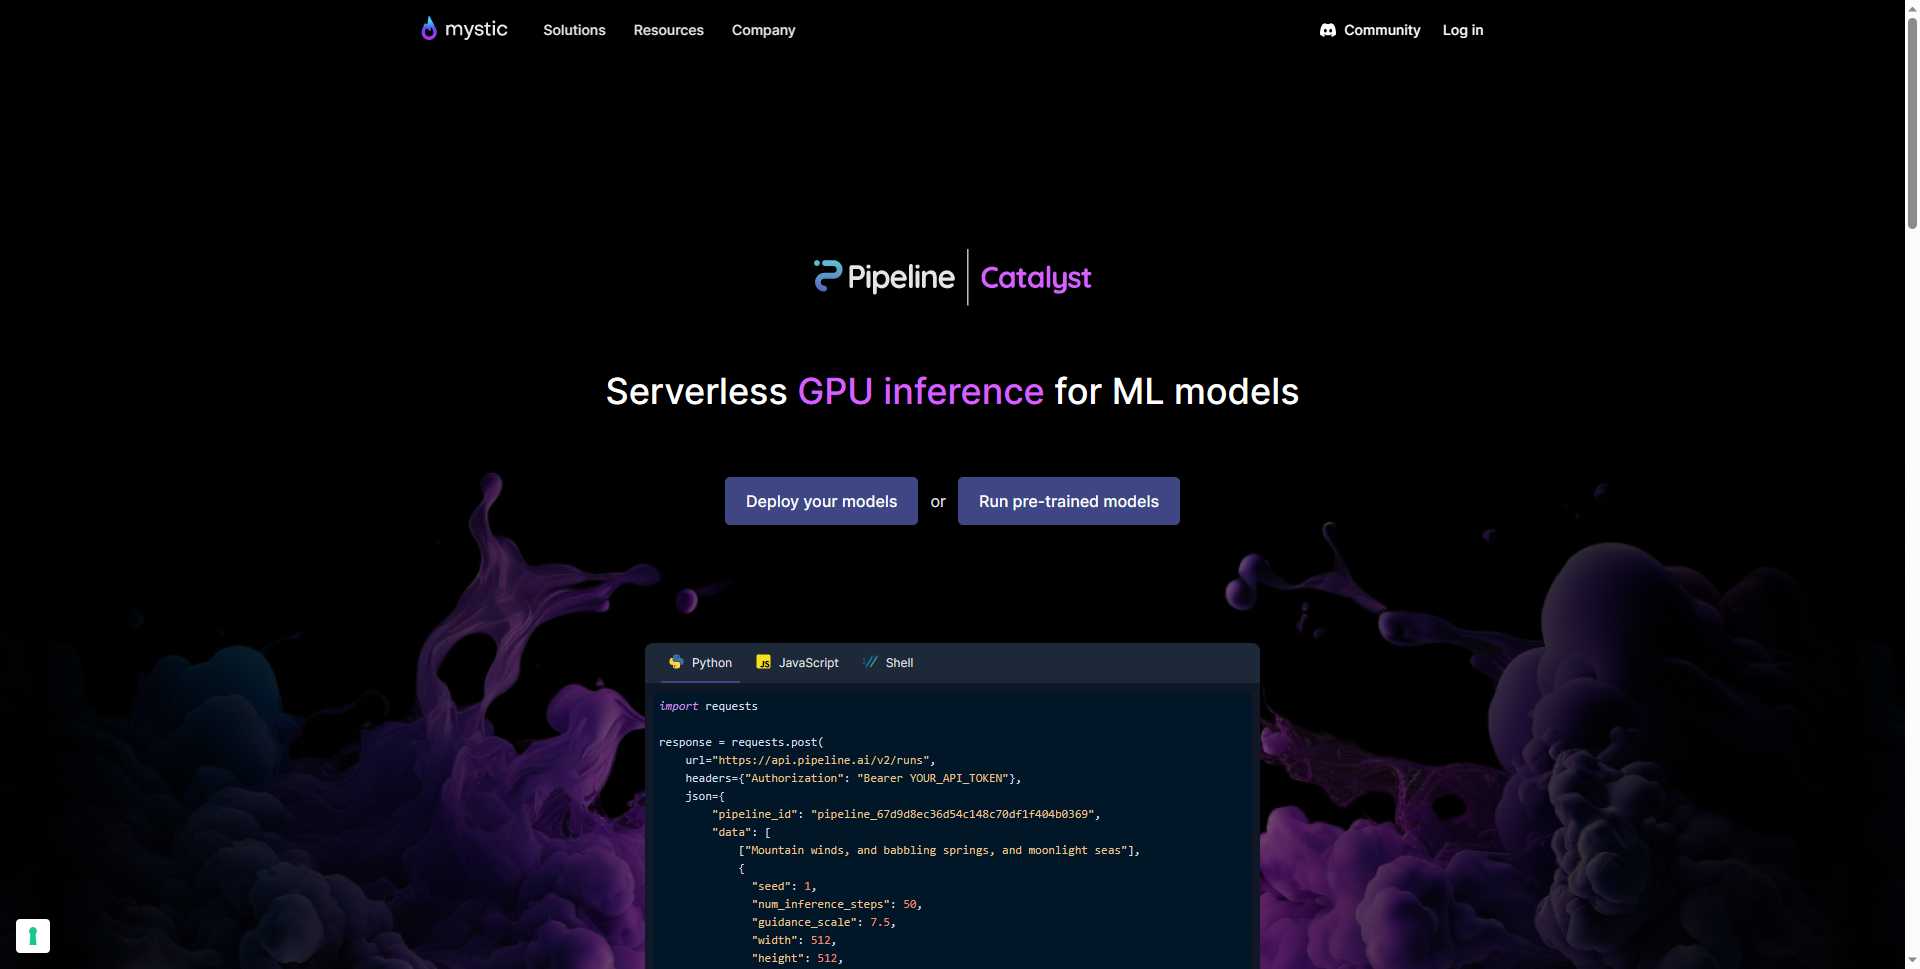 mystic Solutions Resources Company Community Log in
Pipeline Catalyst
Serverless GPU inference for ML models
Deploy your models or Run pre-trained models
Python JS JavaScript Shell
import requests
response = requests.post(
url="https://api.pipeline.ai/v2/runs",
headers={"Authorization": "Bearer YOUR_API_TOKEN"},
json={
"pipeline_id": "pipeline_67d9d8ec36d54c148c70df1f404b0369",
"data": [
["Mountain winds, and babbling springs, and moonlight seas"],
{
"seed": 1,
"num_inference_steps": 50,
"guidance_scale": 7.5,
"width": 512,
"height": 512,